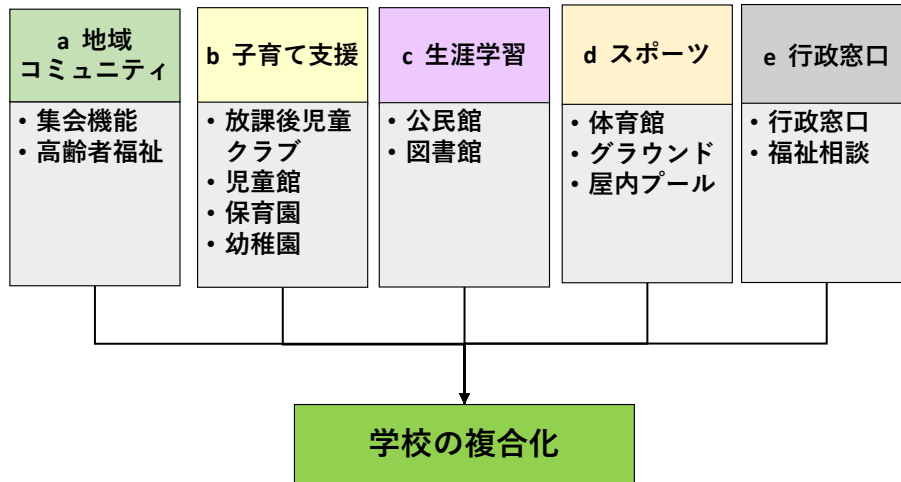 a 地域
コミュニティ
・集会機能
・高齢者福祉
b 子育て支援
・放課後児童
クラブ
・児童館
・保育園
・幼稚園
c 生涯学習
・公民館
・図書館
d スポーツ
・体育館
・グラウンド
・屋内プール
e 行政窓口
・行政窓口
・福祉相談
学校の複合化